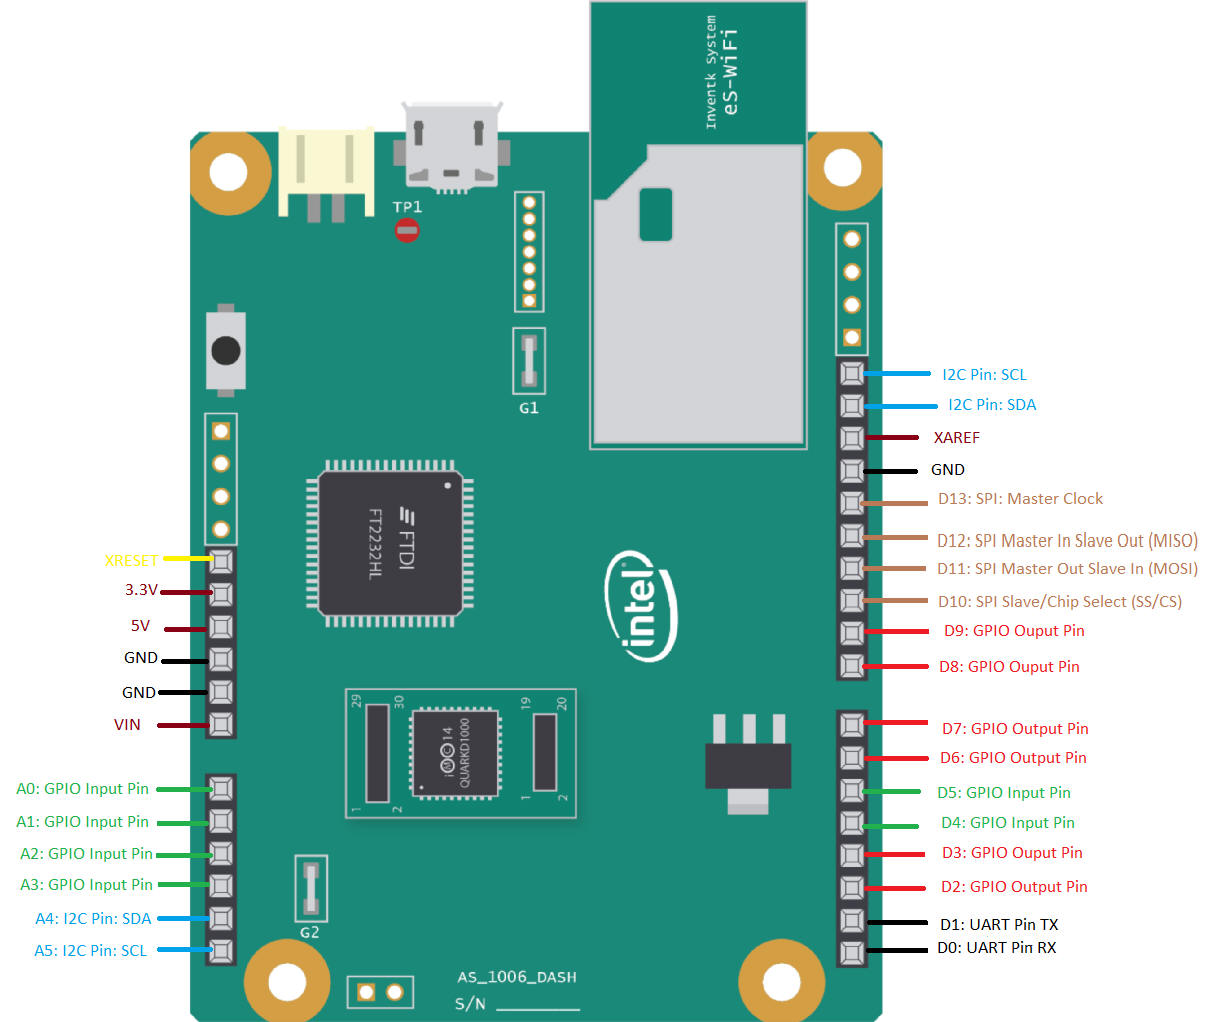 Inventk System
eS-WiFi
TP1
G1
FTDI
FT2232HL
intel
XRESET
3.3V
5V
GND
GND
VIN
A0: GPIO Input Pin
A1: GPIO Input Pin
A2: GPIO Input Pin
A3: GPIO Input Pin
A4: I2C Pin: SDA
A5: I2C Pin: SCL
I2C Pin: SCL
I2C Pin: SDA
XAREF
GND
D13: SPI: Master Clock
D12: SPI Master In Slave Out (MISO)
D11: SPI Master Out Slave In (MOSI)
D10: SPI Slave/Chip Select (SS/CS)
D9: GPIO Ouput Pin
D8: GPIO Ouput Pin
D7: GPIO Output Pin
D6: GPIO Output Pin
D5: GPIO Input Pin
D4: GPIO Input Pin
D3: GPIO Ouput Pin
D2: GPIO Output Pin
D1: UART Pin TX
D0: UART Pin RX
29
30
19
20
14
QUARKD1000
1
2
1
2
G2
AS_1006_DASH
S/N